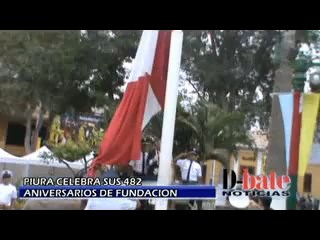 PIURA CELEBRA SUS 482
ANIVERSARIOS DE FUNDACION
D-bate
NOTICIAS